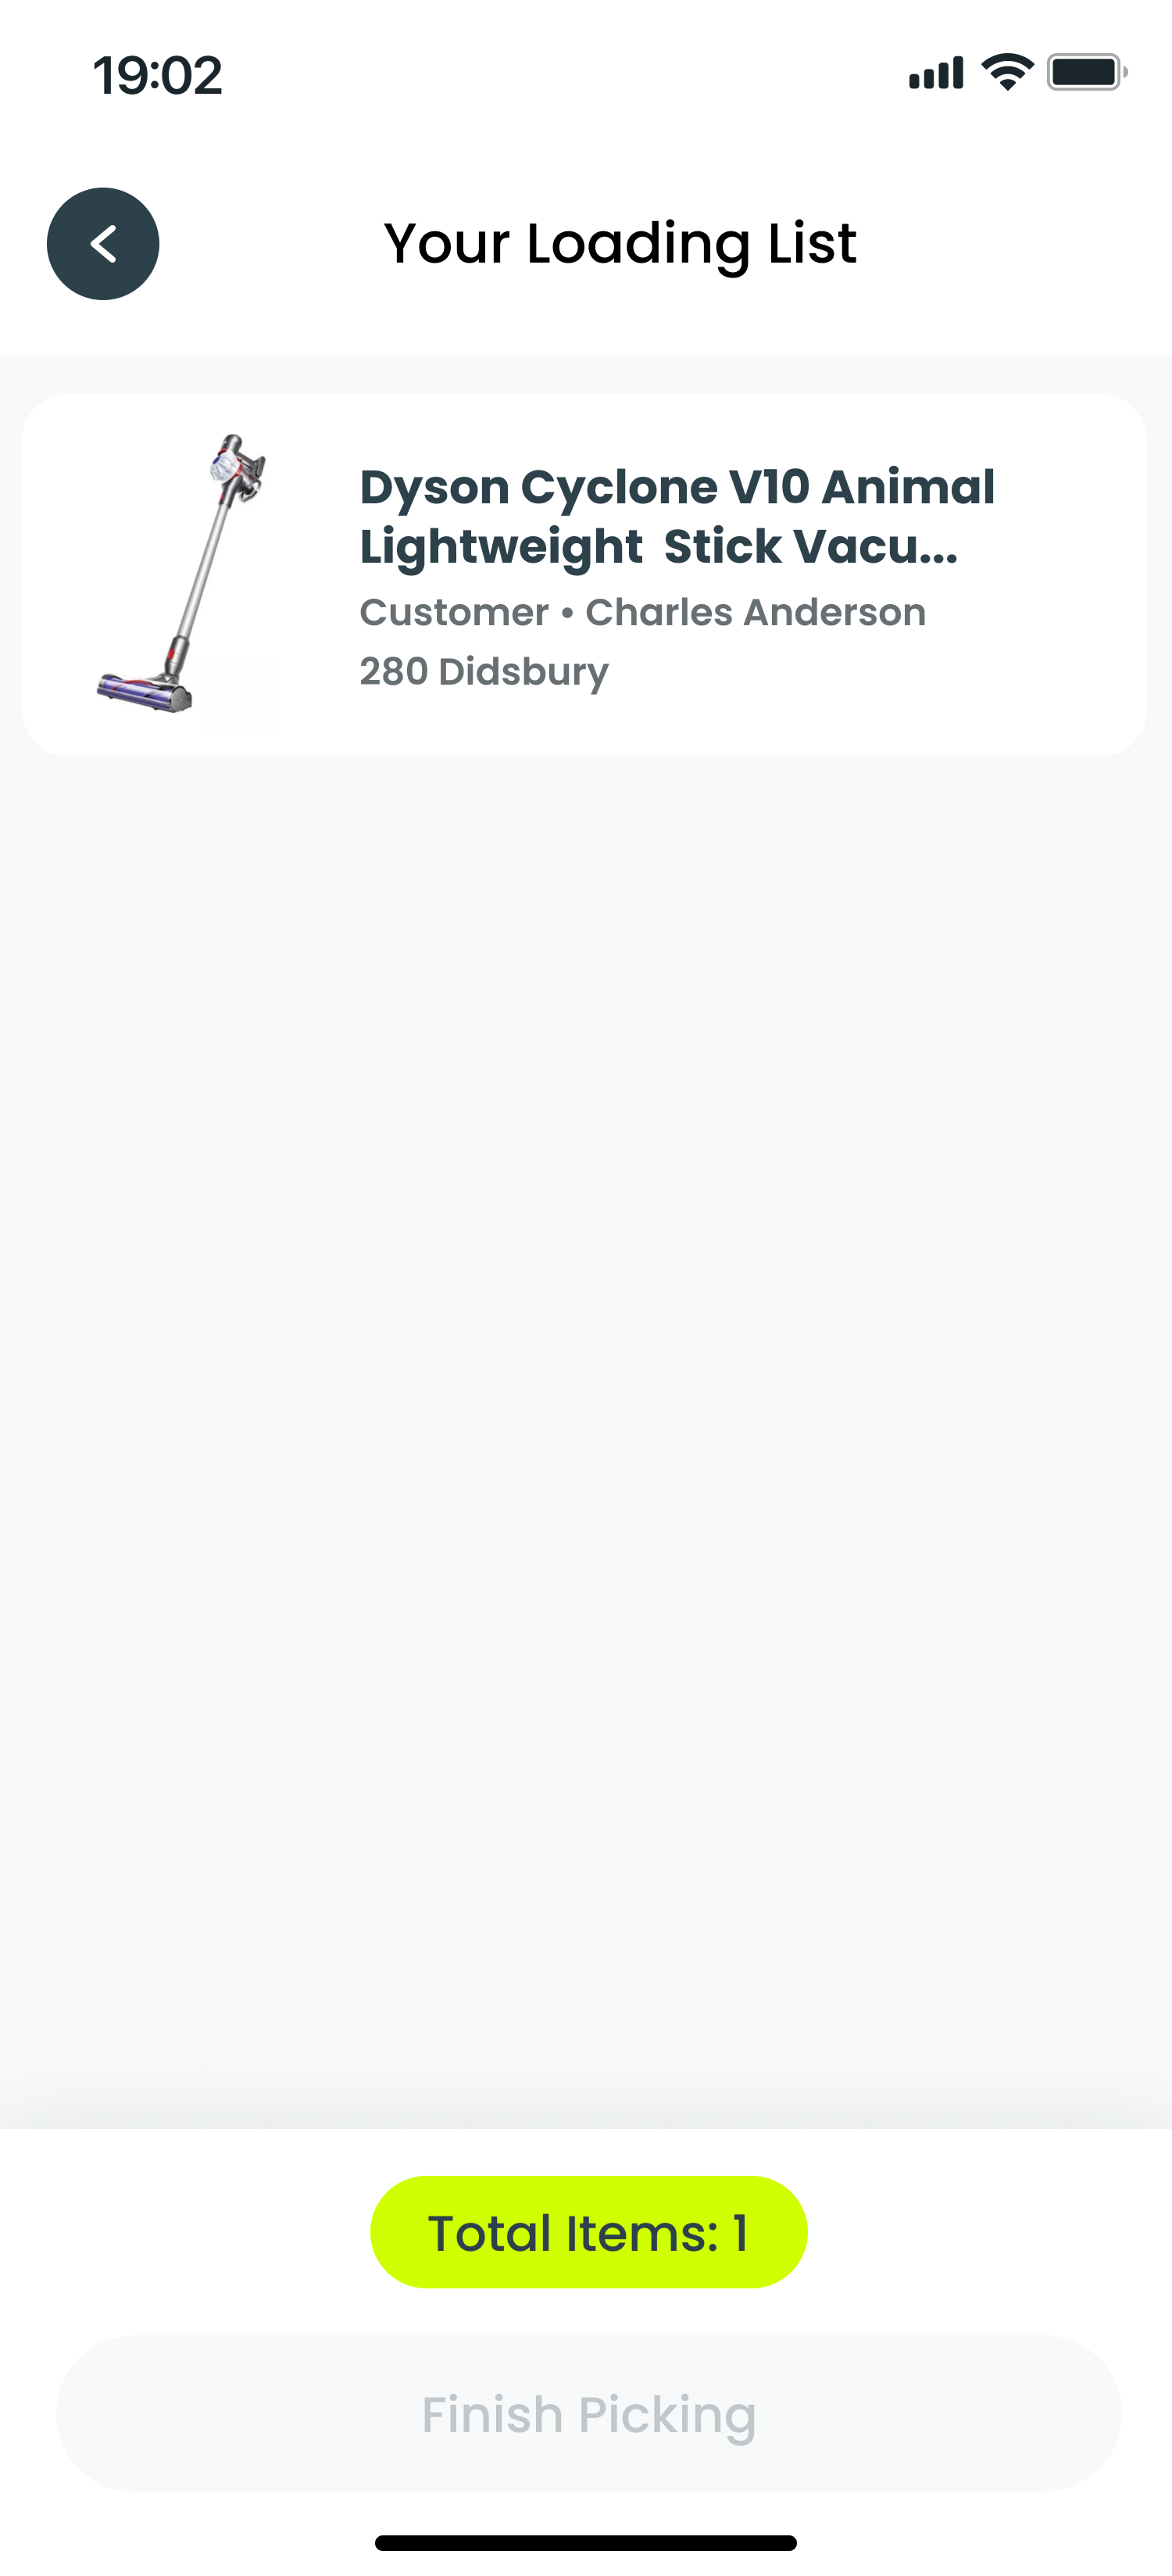 19:02
Your Loading List
Dyson Cyclone V10 Animal
Lightweight  Stick Vacu...
Customer • Charles Anderson
280 Didsbury
Total Items: 1
Finish Picking